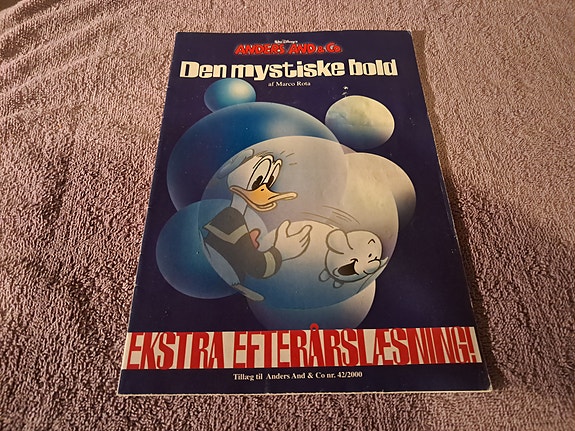 Walt Disney's
ANDERS AND & Co.
Den mystiske bold
af Marco Rota
EKSTRA EFTERÅRSLÆSNING!
Tillæg til Anders And & Co nr. 42/2000